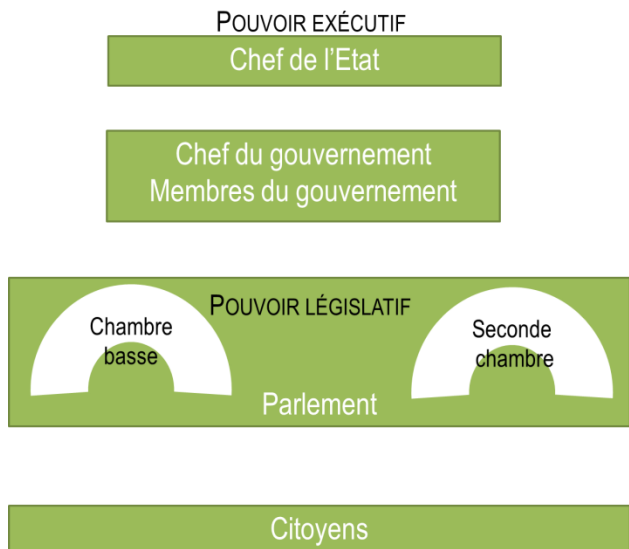 POUVOIR EXÉCUTIF
Chef de l'Etat
Chef du gouvernement
Membres du gouvernement
POUVOIR LÉGISLATIF
Chambre
basse
Seconde
chambre
Parlement
Citoyens